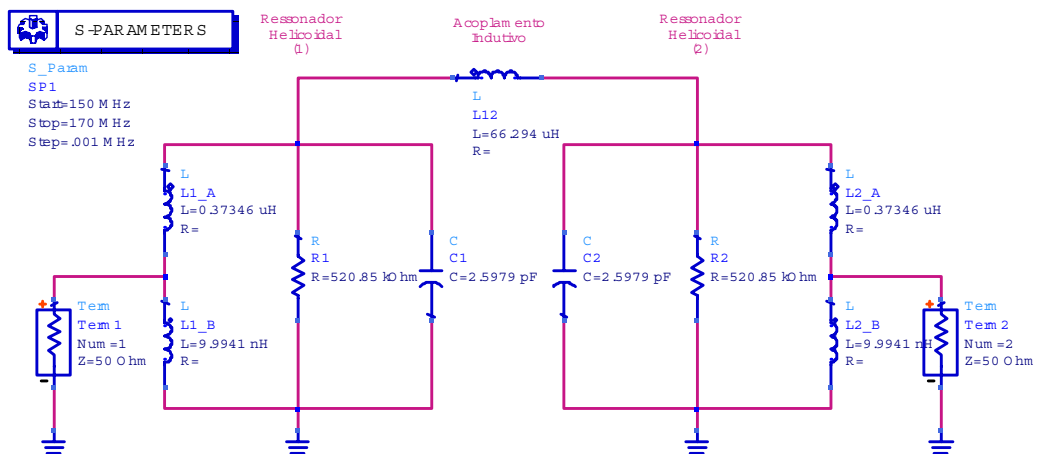 S-PARAMETERS
S_Param
SP1
Start=150 MHz
Stop=170 MHz
Step=.001 MHz
Ressonador
Helicoidal
(1)
Acoplamento
Indutivo
Ressonador
Helicoidal
(2)
L
L12
L=66.294 uH
R=
L
L1_A
L=0.37346 uH
R=
R
R1
R=520.85 kOhm
C
C1
C=2.5979 pF
C
C2
C=2.5979 pF
R
R2
R=520.85 kOhm
L
L2_A
L=0.37346 uH
R=
+
Term
Term1
Num=1
Z=50 Ohm
-
L
L1_B
L=9.9941 nH
R=
L
L2_B
L=9.9941 nH
R=
+
Term
Term2
Num=2
Z=50 Ohm
-